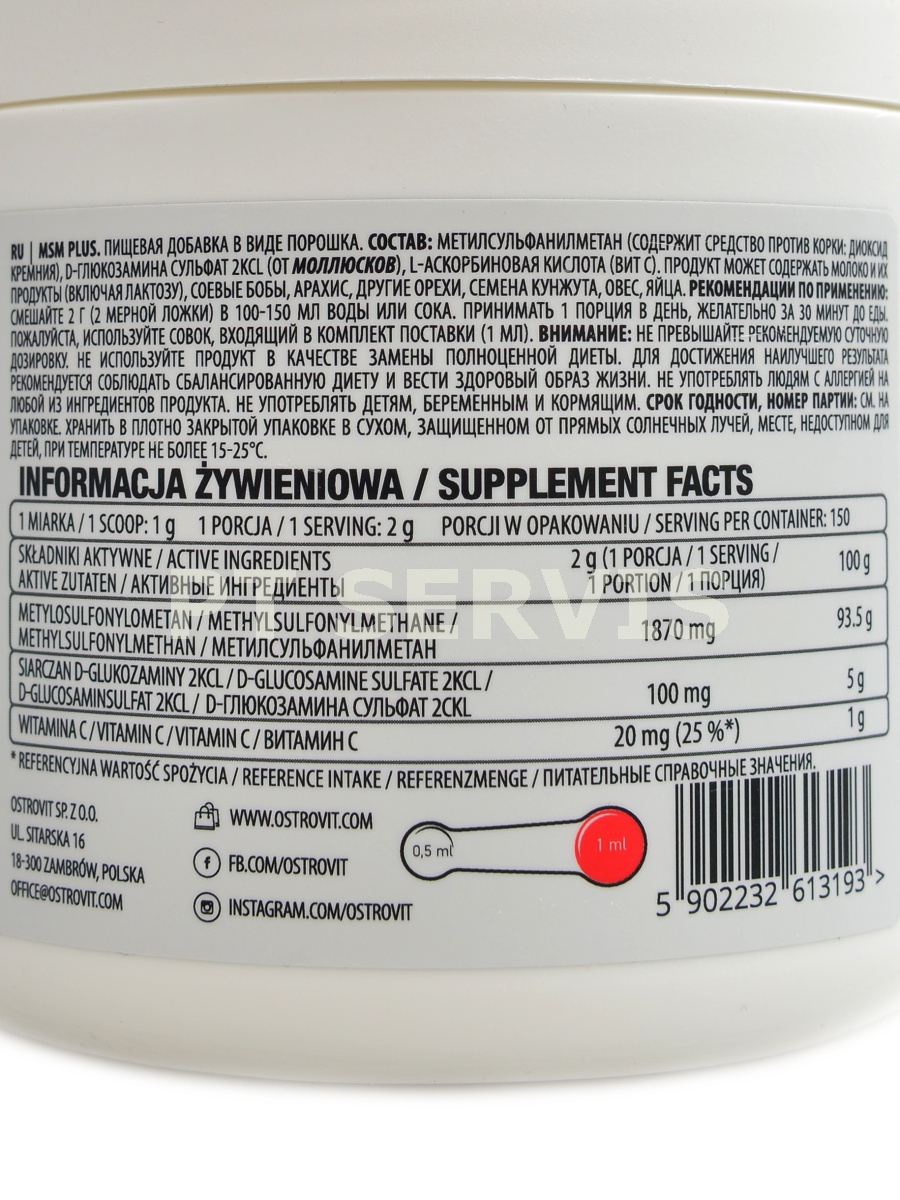 RU | MSM PLUS. ПИЩЕВАЯ ДОБАВКА В ВИДЕ ПОРОШКА. СОСТАВ: МЕТИЛСУЛЬФАНИЛМЕТАН (СОДЕРЖИТ СРЕДСТВО ПРОТИВ КОРКИ: ДИОКСИД
КРЕМНИЯ), D-ГЛЮКОЗАМИНА СУЛЬФАТ 2KCL (ОТ МОЛЛЮСКОВ), L-АСКОРБИНОВАЯ КИСЛОТА (ВИТ С). ПРОДУКТ МОЖЕТ СОДЕРЖАТЬ МОЛОКО И ИХ
ПРОДУКТЫ (ВКЛЮЧАЯ ЛАКТОЗУ), СОЕВЫЕ БОБЫ, АРАХИС, ДРУГИЕ ОРЕХИ, СЕМЕНА КУНЖУТА, ОВЕС, ЯЙЦА. РЕКОМЕНДАЦИИ ПО ПРИМЕНЕНИЮ:
СМЕШАЙТЕ 2 Г (2 МЕРНОЙ ЛОЖКИ) В 100-150 МЛ ВОДЫ ИЛИ СОКА. ПРИНИМАТЬ 1 ПОРЦИЯ В ДЕНЬ, ЖЕЛАТЕЛЬНО ЗА 30 МИНУТ ДО ЕДЫ.
ПОЖАЛУЙСТА, ИСПОЛЬЗУЙТЕ СОВОК, ВХОДЯЩИЙ В КОМПЛЕКТ ПОСТАВКИ (1 МЛ). ВНИМАНИЕ: НЕ ПРЕВЫШАЙТЕ РЕКОМЕНДУЕМУЮ СУТОЧНУЮ
ДОЗИРОВКУ. НЕ ИСПОЛЬЗУЙТЕ ПРОДУКТ В КАЧЕСТВЕ ЗАМЕНЫ ПОЛНОЦЕННОЙ ДИЕТЫ. ДЛЯ ДОСТИЖЕНИЯ НАИЛУЧШЕГО РЕЗУЛЬТАТА
РЕКОМЕНДУЕТСЯ СОБЛЮДАТЬ СБАЛАНСИРОВАННУЮ ДИЕТУ И ВЕСТИ ЗДОРОВЫЙ ОБРАЗ ЖИЗНИ. НЕ УПОТРЕБЛЯТЬ ЛЮДЯМ С АЛЛЕРГИЕЙ НА
ЛЮБОЙ ИЗ ИНГРЕДИЕНТОВ ПРОДУКТА. НЕ УПОТРЕБЛЯТЬ ДЕТЯМ, БЕРЕМЕННЫМ И КОРМЯЩИМ. СРОК ГОДНОСТИ, НОМЕР ПАРТИИ: СМ. НА
УПАКОВКЕ. ХРАНИТЬ В ПЛОТНО ЗАКРЫТОЙ УПАКОВКЕ В СУХОМ, ЗАЩИЩЕННОМ ОТ ПРЯМЫХ СОЛНЕЧНЫХ ЛУЧЕЙ, МЕСТЕ, НЕДОСТУПНОМ ДЛЯ
ДЕТЕЙ, ПРИ ТЕМПЕРАТУРЕ НЕ БОЛЕЕ 15-25°C.
INFORMACJA ŻYWIENIOWA / SUPPLEMENT FACTS
1 MIARKA / 1 SCOOP: 1 g 1 PORCJA / 1 SERVING: 2 g PORCJI W OPAKOWANIU / SERVING PER CONTAINER: 150
SKŁADNIKI AKTYWNE / ACTIVE INGREDIENTS 2 g (1 PORCJA / 1 SERVING / 100 g
AKTIVE ZUTATEN / АКТИВНЫЕ ИНГРЕДИЕНТЫ 1 PORTION / 1 ПОРЦИЯ)
SERVIS
METYLOSULFONYLOMETAN / METHYLSULFONYLMETHANE / 1870 mg 93.5 g
METHYLSULFONYLMETHAN / МЕТИЛСУЛЬФАНИЛМЕТАН
SIARCZAN D-GLUKOZAMINY 2KCL / D-GLUCOSAMINE SULFATE 2KCL / 100 mg 5 g
D-GLUCOSAMINSULFAT 2KCL / D-ГЛЮКОЗАМИНА СУЛЬФАТ 2CKL
WITAMINA C / VITAMIN C / VITAMIN C / ВИТАМИН С 20 mg (25 %*) 1 g
* REFERENCYJNA WARTOŚĆ SPOŻYCIA / REFERENCE INTAKE / REFERENZMENGE / ПИТАТЕЛЬНЫЕ СПРАВОЧНЫЕ ЗНАЧЕНИЯ.
OSTROVIT SP. Z O.O.
UL. SITARSKA 16
18-300 ZAMBRÓW, POLSKA
OFFICE@OSTROVIT.COM
WWW.OSTROVIT.COM
FB.COM/OSTROVIT
INSTAGRAM.COM/OSTROVIT
0,5 ml 1 ml
5 902232 613193 >